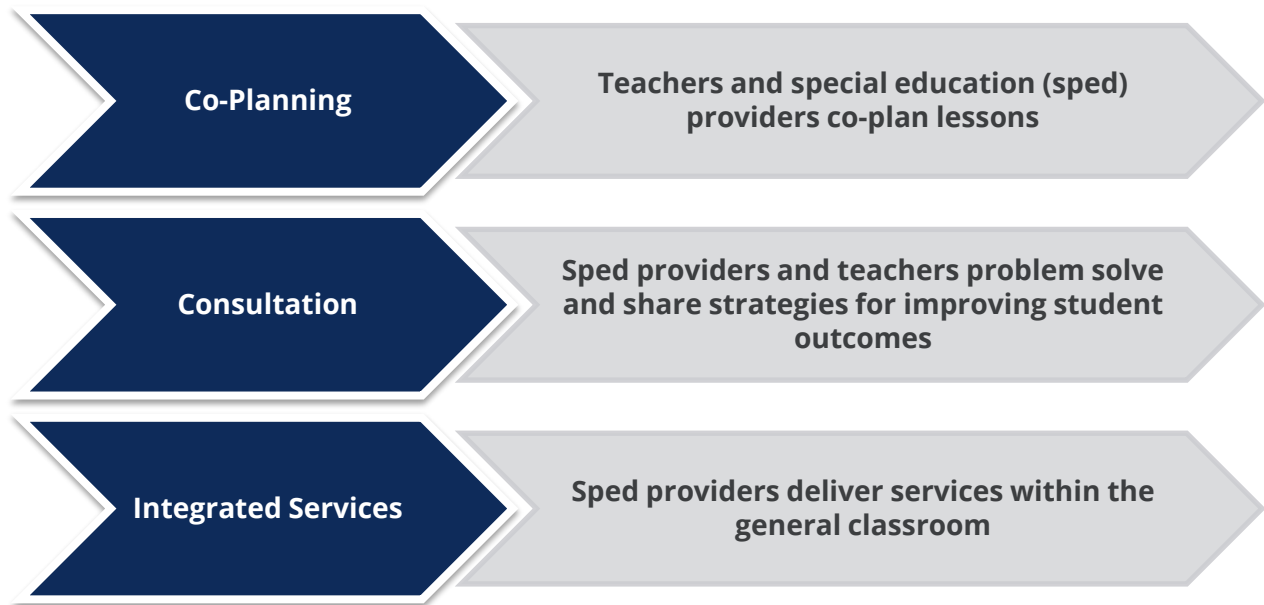 Co-Planning
Teachers and special education (sped)
providers co-plan lessons
Consultation
Sped providers and teachers problem solve
and share strategies for improving student
outcomes
Integrated Services
Sped providers deliver services within the
general classroom